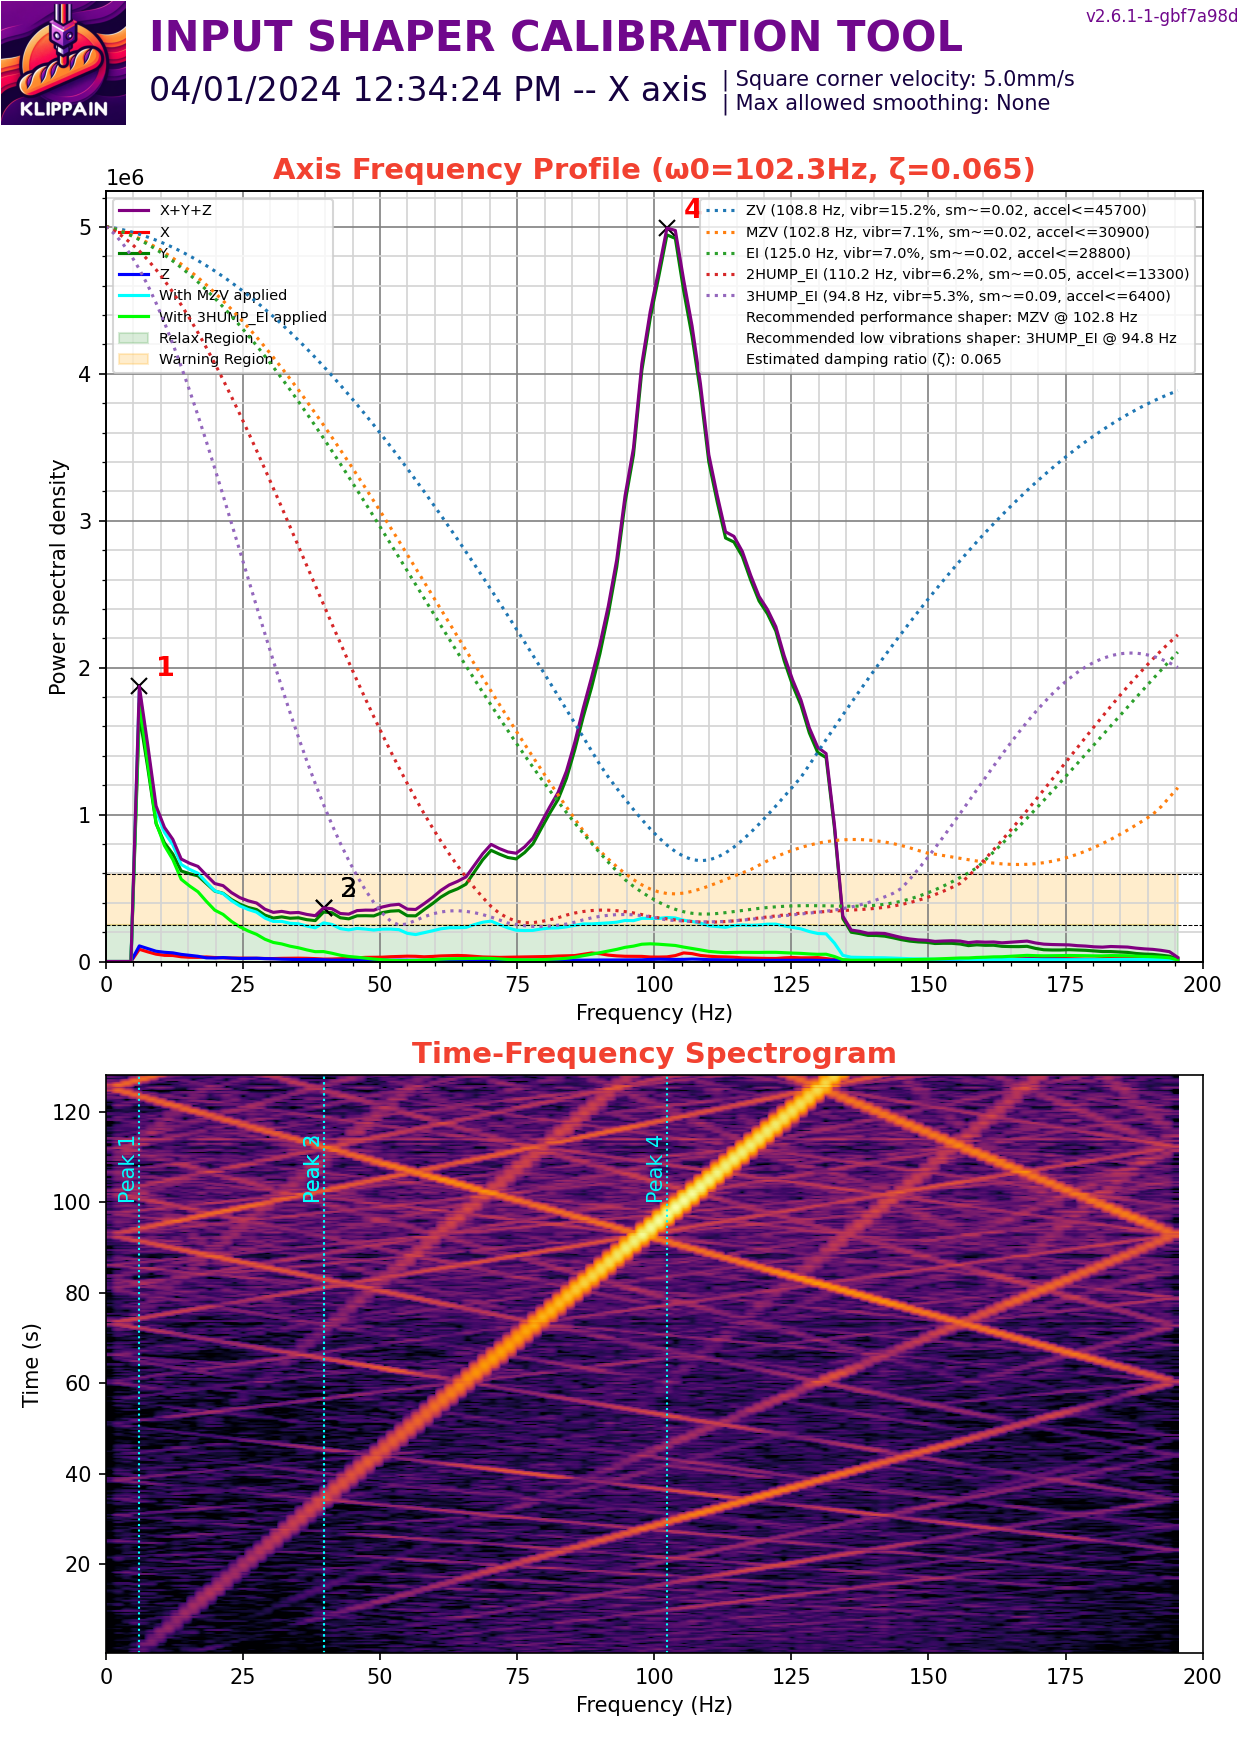 v2.6.1-1-gbf7a98d
INPUT SHAPER CALIBRATION TOOL
04/01/2024 12:34:24 PM -- X axis
| Square corner velocity: 5.0mm/s
| Max allowed smoothing: None
KLIPPAIN
Axis Frequency Profile (ω0=102.3Hz, ζ=0.065)
1e6
X+Y+Z
X
Y
Z
With MZV applied
With 3HUMP_EI applied
Relax Region
Warning Region
ZV (108.8 Hz, vibr=15.2%, sm~=0.02, accel<=45700)
MZV (102.8 Hz, vibr=7.1%, sm~=0.02, accel<=30900)
EI (125.0 Hz, vibr=7.0%, sm~=0.02, accel<=28800)
2HUMP_EI (110.2 Hz, vibr=6.2%, sm~=0.05, accel<=13300)
3HUMP_EI (94.8 Hz, vibr=5.3%, sm~=0.09, accel<=6400)
Recommended performance shaper: MZV @ 102.8 Hz
Recommended low vibrations shaper: 3HUMP_EI @ 94.8 Hz
Estimated damping ratio (ζ): 0.065
4
1
Power spectral density
5
4
3
2
1
0
0 25 50 75 100 125 150 175 200
Frequency (Hz)
Time-Frequency Spectrogram
Peak 1
Peak 4
Time (s)
120
100
80
60
40
20
0 25 50 75 100 125 150 175 200
Frequency (Hz)